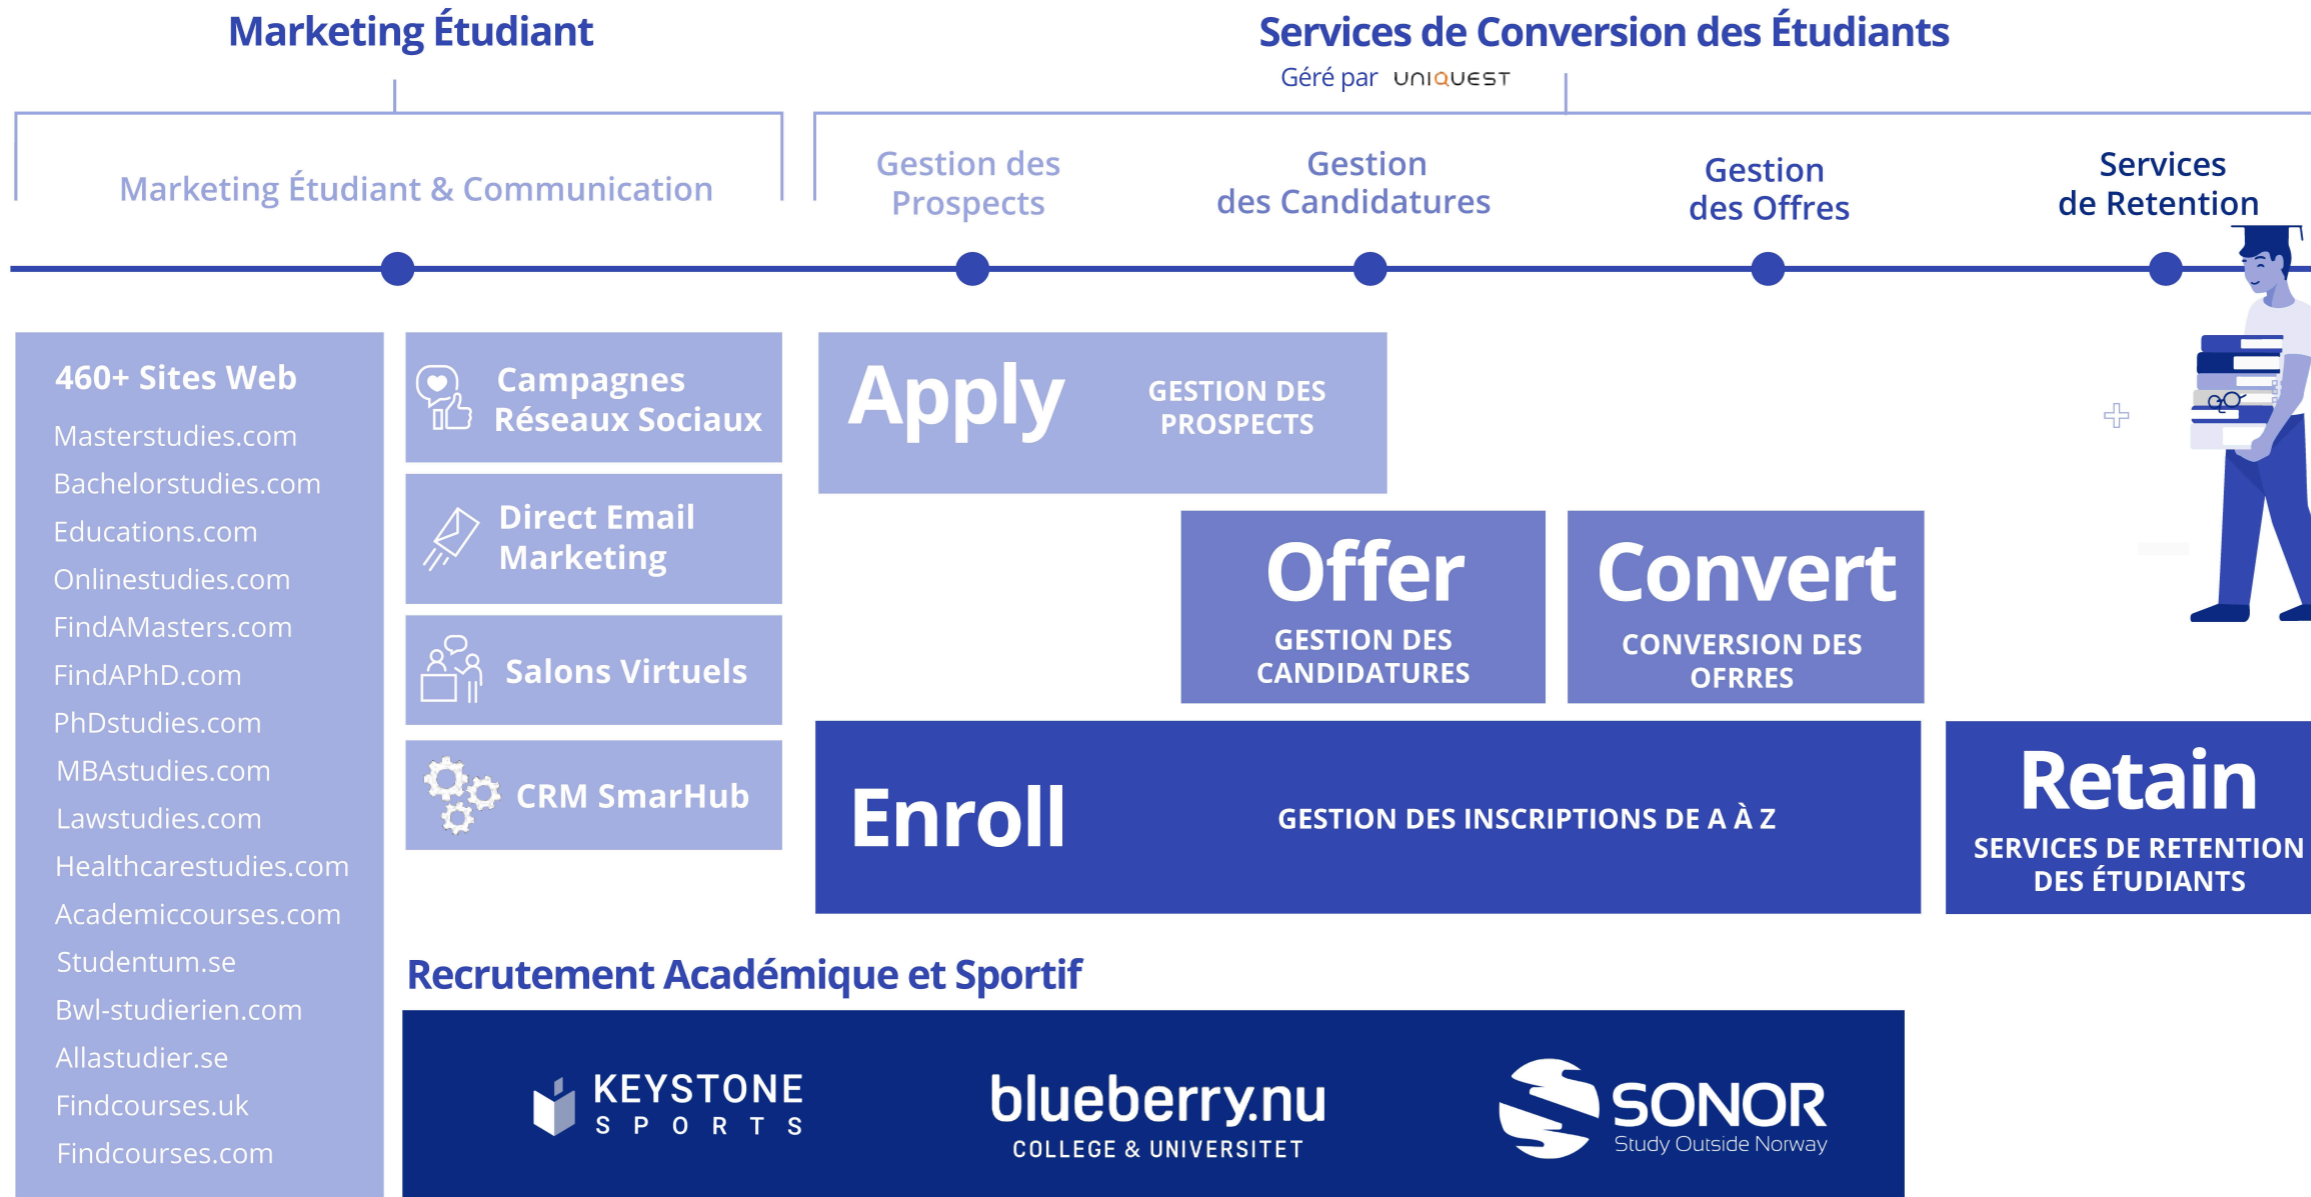 Marketing Étudiant
Services de Conversion des Étudiants
Géré par UNIQUEST
Marketing Étudiant & Communication
Gestion des
Prospects
Gestion
des Candidatures
Gestion
des Offres
Services
de Retention
460+ Sites Web
Masterstudies.com
Bachelorstudies.com
Educations.com
Onlinestudies.com
FindAMasters.com
FindAPhD.com
PhDstudies.com
MBAstudies.com
Lawstudies.com
Healthcarestudies.com
Academiccourses.com
Studentum.se
Bwl-studierien.com
Allastudier.se
Findcourses.uk
Findcourses.com
Campagnes
Réseaux Sociaux
Direct Email
Marketing
Salons Virtuels
CRM SmarHub
Apply
GESTION DES
PROSPECTS
Offer
GESTION DES
CANDIDATURES
Convert
CONVERSION DES
OFRRES
Enroll
GESTION DES INSCRIPTIONS DE A À Z
Retain
SERVICES DE RETENTION
DES ÉTUDIANTS
Recrutement Académique et Sportif
KEYSTONE
SPORTS
blueberry.nu
COLLEGE & UNIVERSITET
SONOR
Study Outside Norway